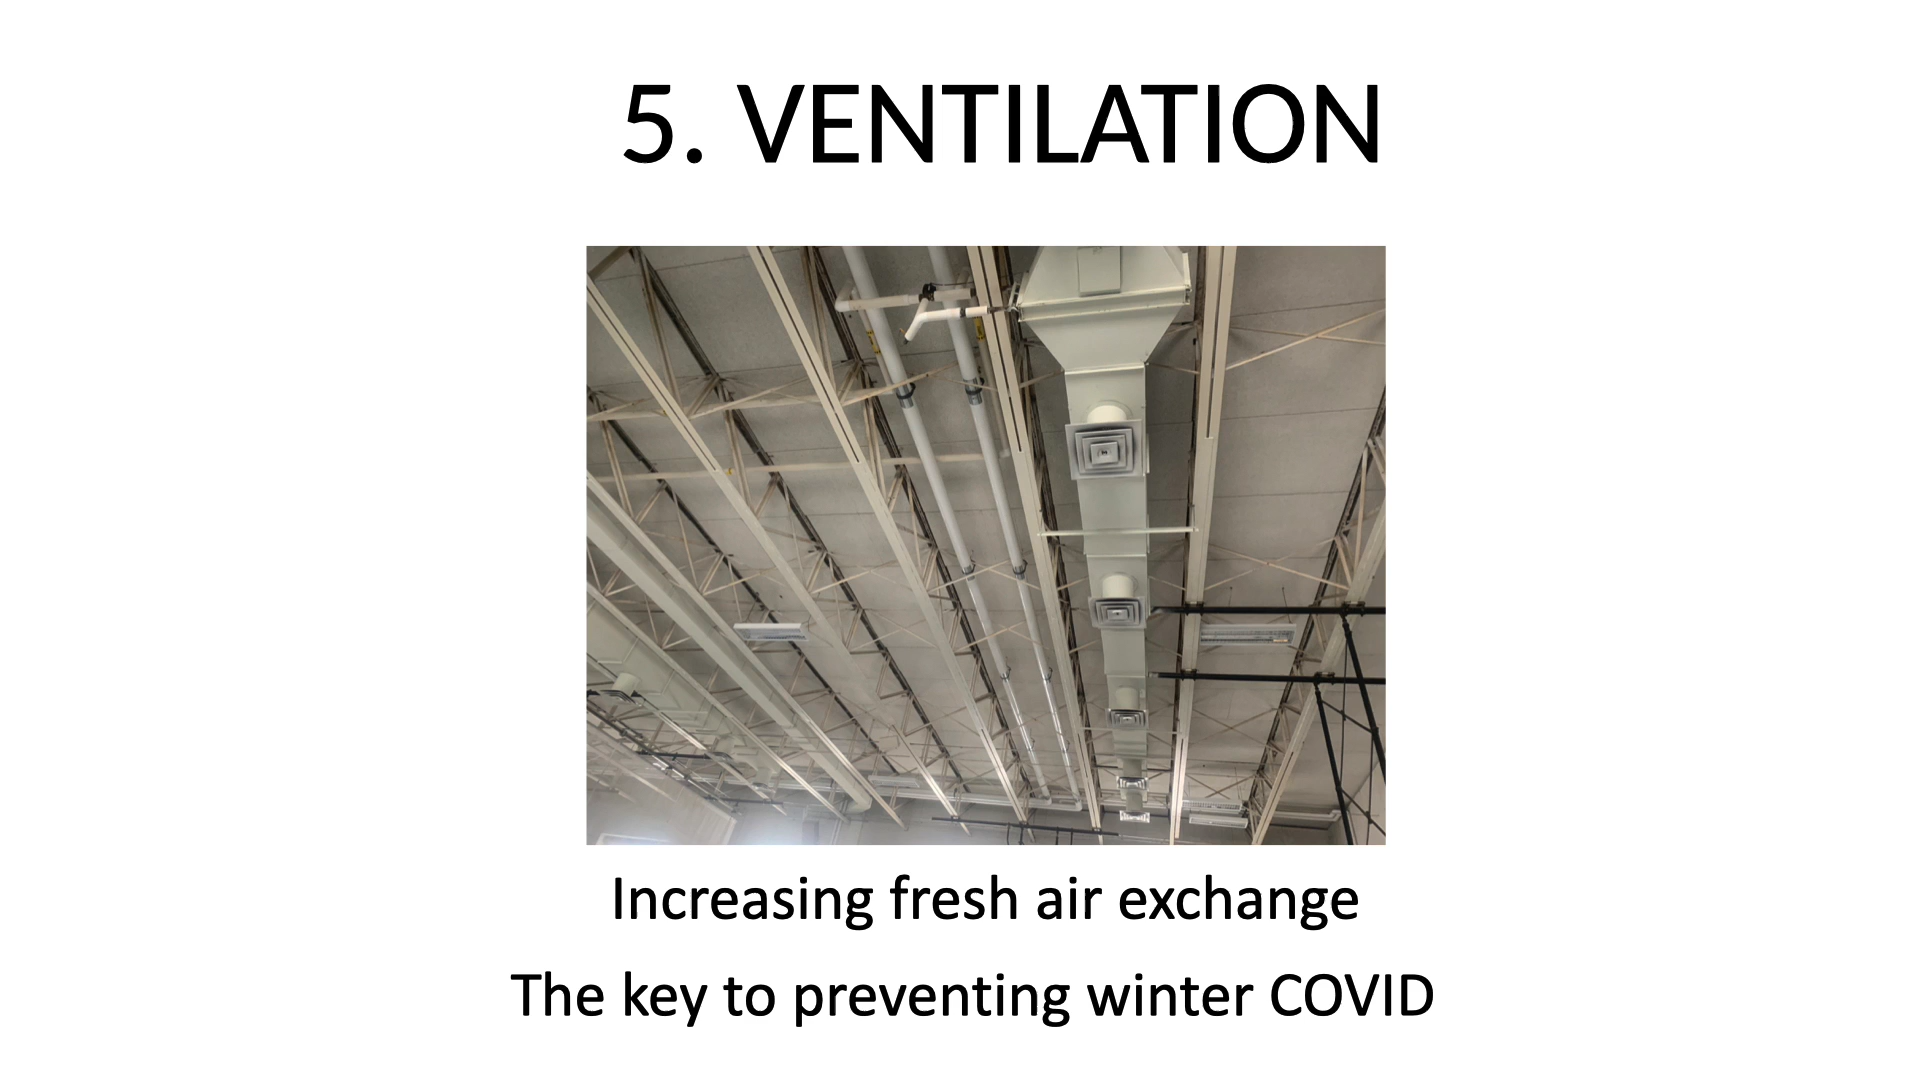 5. VENTILATION
Increasing fresh air exchange
The key to preventing winter COVID